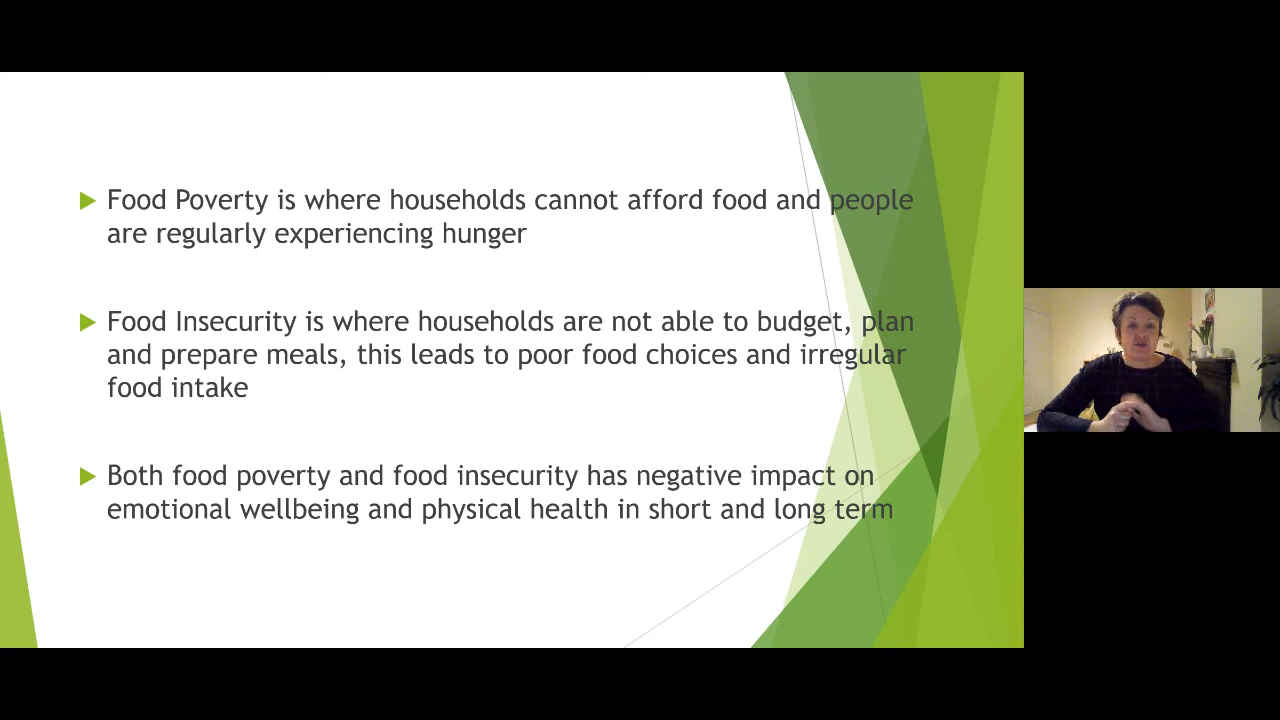 Food Poverty is where households cannot afford food and people
are regularly experiencing hunger
Food Insecurity is where households are not able to budget, plan
and prepare meals, this leads to poor food choices and irregular
food intake
Both food poverty and food insecurity has negative impact on
emotional wellbeing and physical health in short and long term